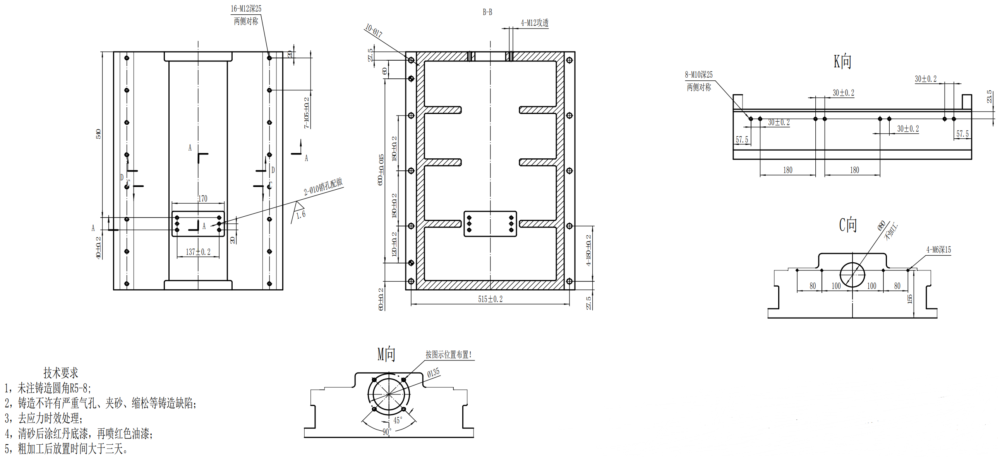 16-M12深25
两侧对称
20
7-105±0.2
540
A
A
D
D
C
C
2-Ø10销孔配做
1.6
170
A
A
40±0.2
137±0.2
20
B-B
4-M12攻透
10-Ø17
27.5
60
600±0.015
180±0.2
180±0.2
120±0.2
60±0.2
4-180±0.2
27.5
515±0.2
K向
8-M10深25
两侧对称
30±0.2
30±0.2
23.5
30±0.2
30±0.2
57.5
57.5
180
180
C向
Ø80
不加工
4-M6深15
80
100
100
80
155
M向
按图示位置布置!
Ø135
45°
90°
技术要求
1，未注铸造圆角R5-8;
2，铸造不许有严重气孔、夹砂、缩松等铸造缺陷;
3，去应力时效处理;
4，清砂后涂红丹底漆，再喷红色油漆;
5，粗加工后放置时间大于三天。